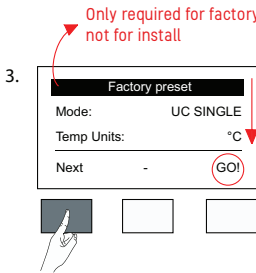 Only required for factory
not for install
3.
Factory preset
Mode: UC SINGLE
Temp Units: °C
Next - GO!